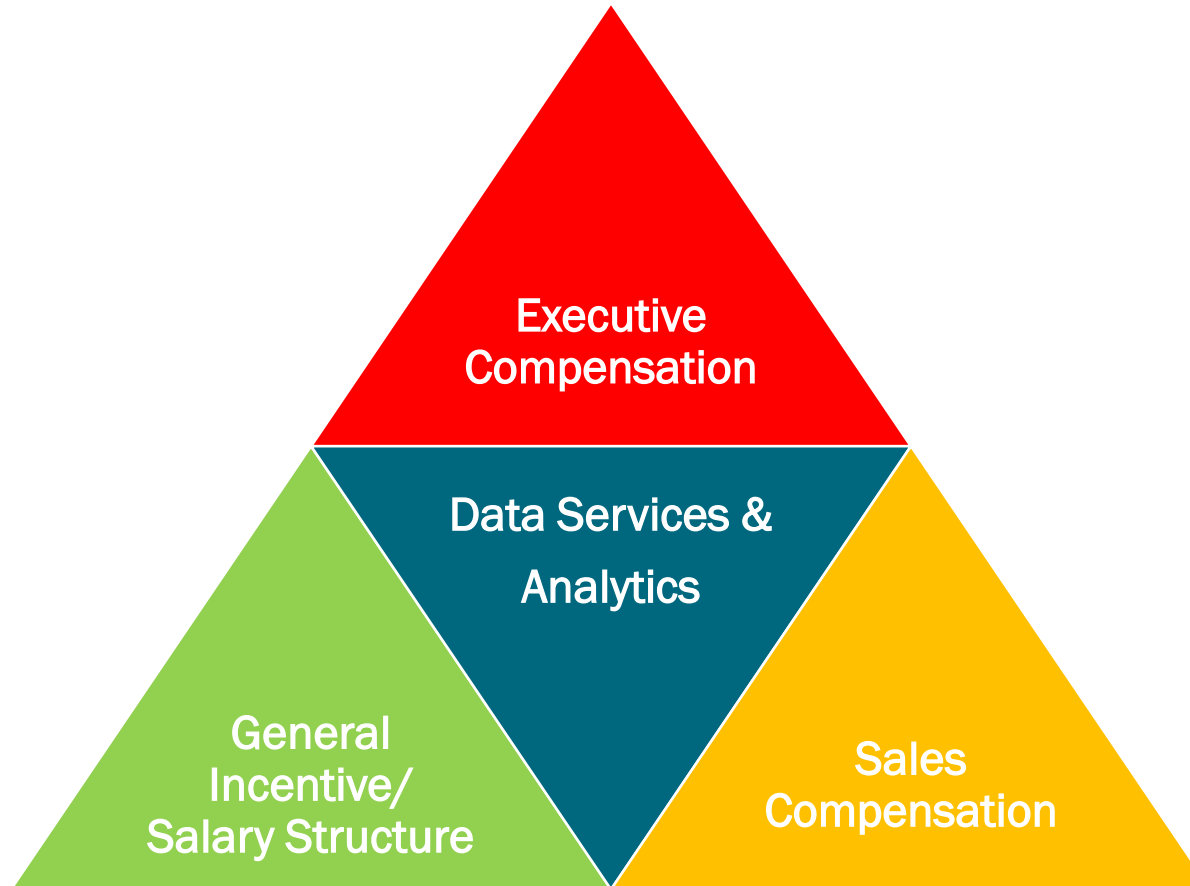 Executive
Compensation
Data Services &
Analytics
General
Incentive/
Salary Structure
Sales
Compensation